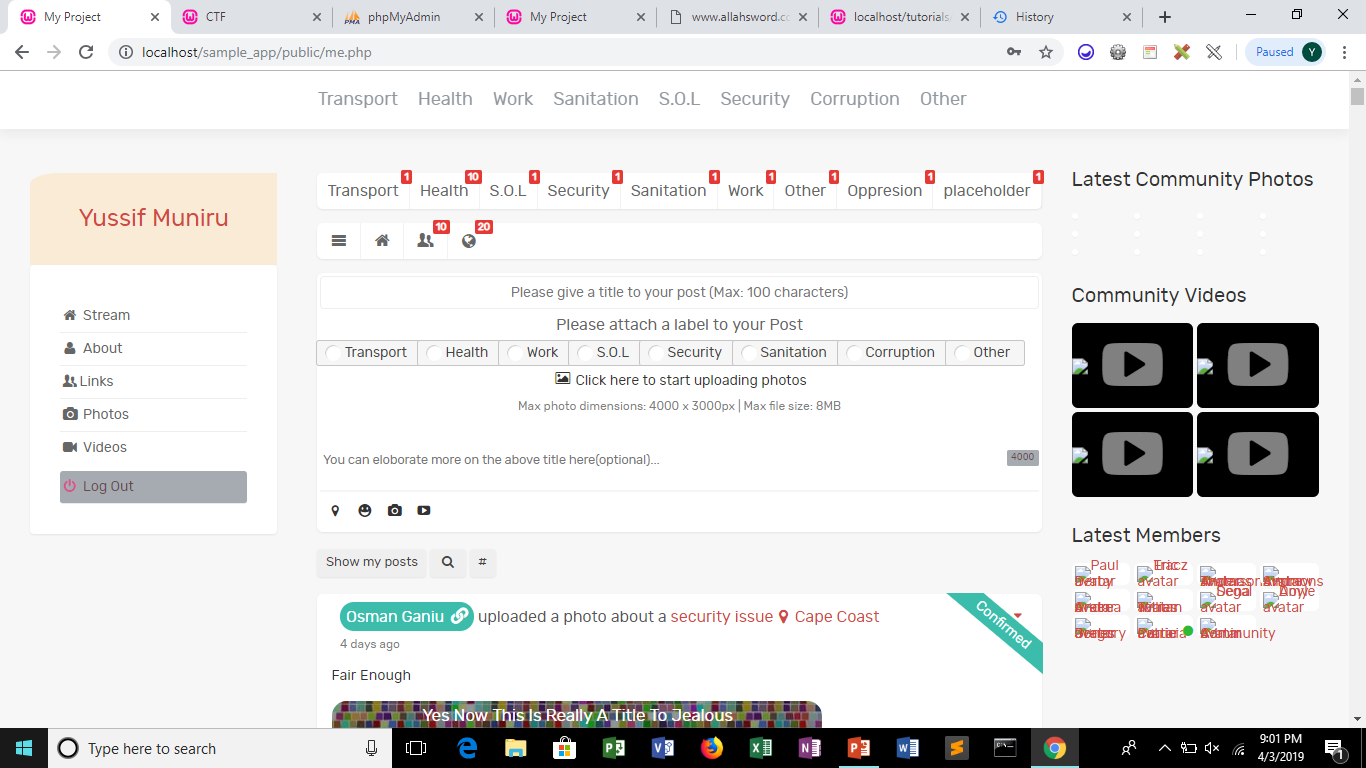 My Project
CTF
phpMyAdmin
My Project
www.allahsword.co
localhost/tutorials
History
localhost/sample_app/public/me.php
Paused
Y
Transport Health Work Sanitation S.O.L Security Corruption Other
Yussif Muniru
Stream
About
Links
Photos
Videos
Log Out
Transport 1 Health 10 S.O.L 1 Security 1 Sanitation 1 Work 1 Other 1 Oppresion 1 placeholder 1
10 20
Please give a title to your post (Max: 100 characters)
Please attach a label to your Post
Transport Health Work S.O.L Security Sanitation Corruption Other
Click here to start uploading photos
Max photo dimensions: 4000 x 3000px | Max file size: 8MB
You can eloborate more on the above title here(optional)...
4000
Show my posts
#
Osman Ganiu uploaded a photo about a security issue Cape Coast
Confirmed
4 days ago
Fair Enough
Yes Now This Is Really A Title To Jealous
Latest Community Photos
Community Videos
Latest Members
Paul
avatar
avatar
avatar
avatar
avatar
Type here to search
9:01 PM
4/3/2019
1